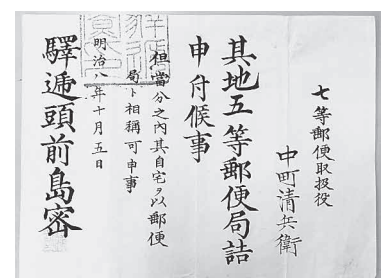 七等郵便取扱役
中町清兵衛
其地五等郵便局詰
申付候事
但當分之內其自宅ヲ以郵便
局ト相稱可申事
明治八年十月五日
驛遞頭前島密